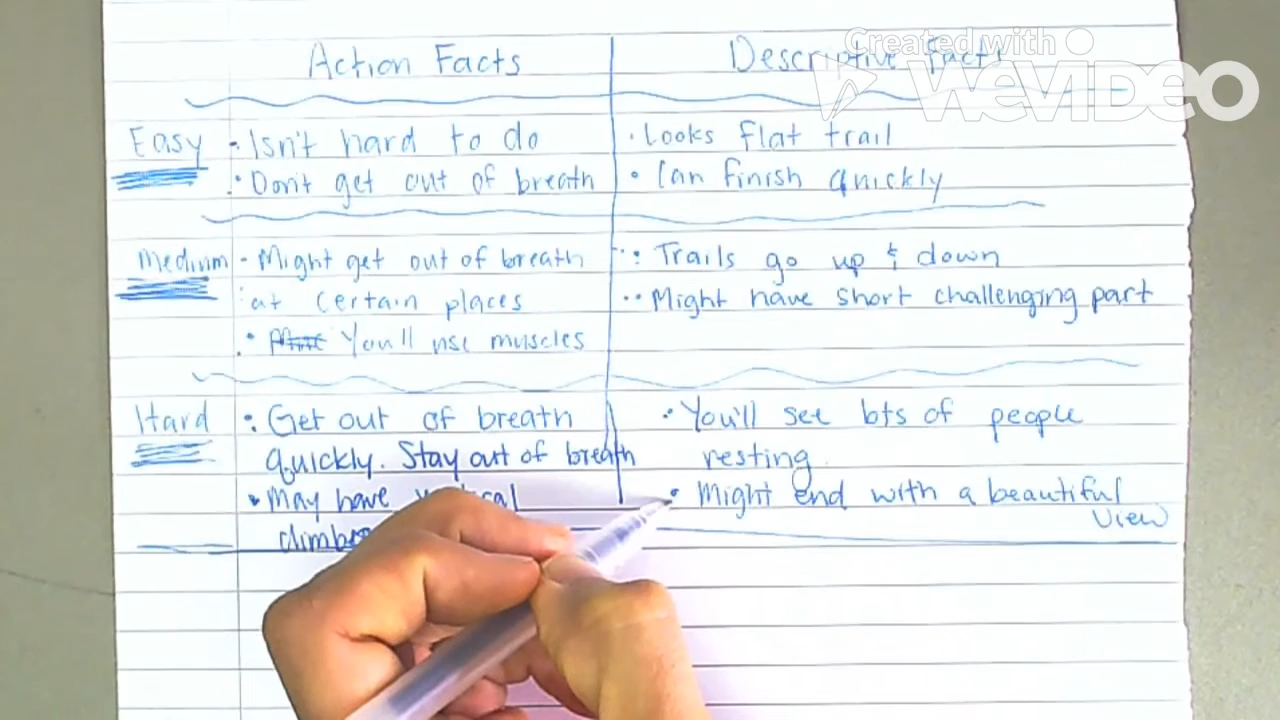 Created with
WEVIDEO
Action Facts Descriptive Facts
Easy • Isn't hard to do • Looks flat trail
• Don't get out of breath • Can finish quickly
Medium • Might get out of breath • Trails go up & down
at certain places • Might have short challenging part
• You'll use muscles
Hard • Get out of breath • You'll see lots of people
quickly. Stay out of breath resting
• May have • Might end with a beautiful
view